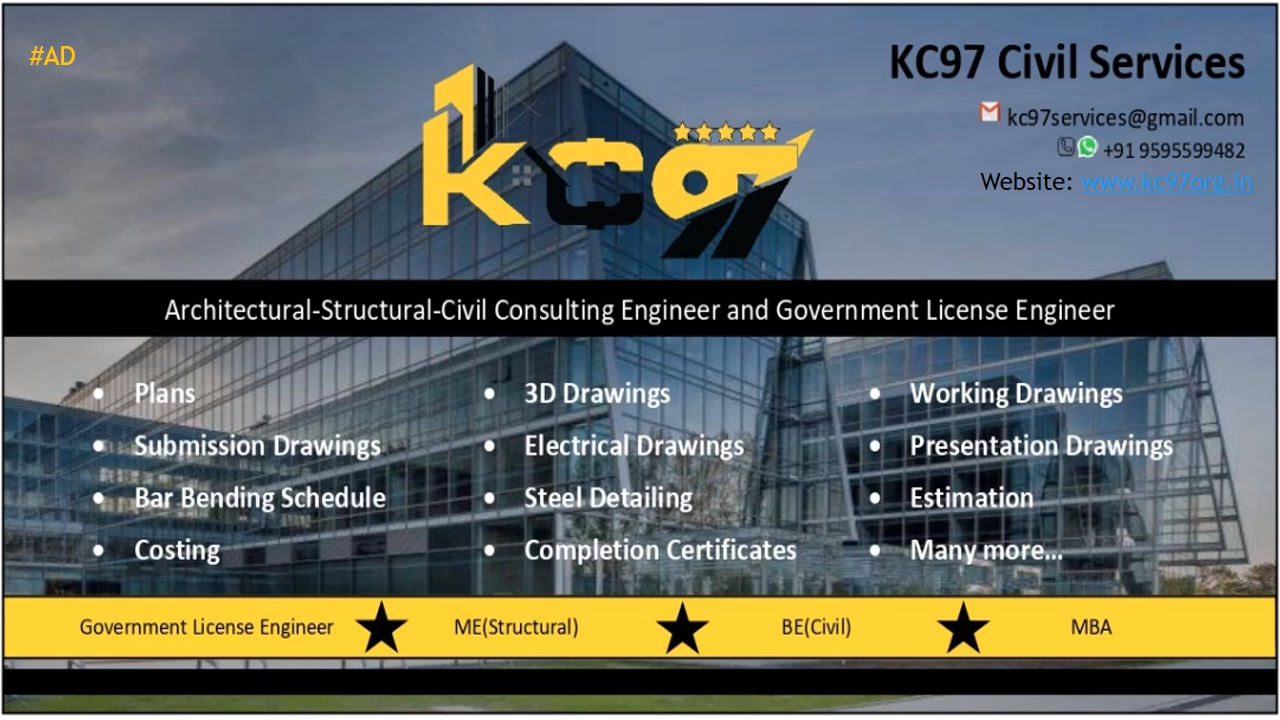 #AD
KC97 Civil Services
kc97services@gmail.com
+91 9595599482
Website: www.kc97org.in
kc97
Architectural-Structural-Civil Consulting Engineer and Government License Engineer
• Plans
• 3D Drawings
• Working Drawings
• Submission Drawings
• Electrical Drawings
• Presentation Drawings
• Bar Bending Schedule
• Steel Detailing
• Estimation
• Costing
• Completion Certificates
• Many more...
Government License Engineer ★ ME(Structural) ★ BE(Civil) ★ MBA